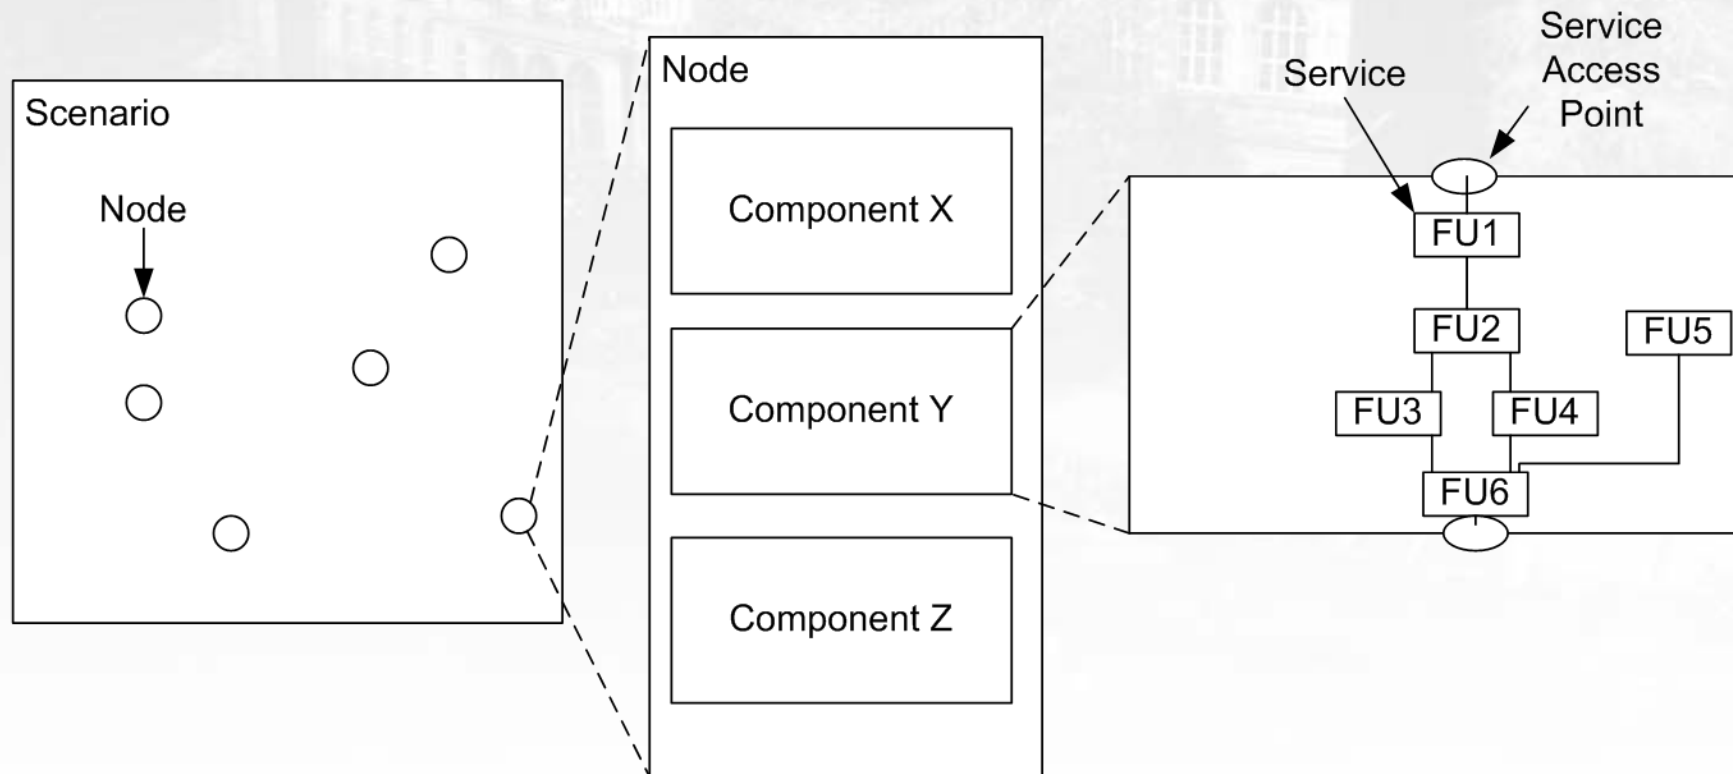 Scenario
Node
Node
Component X
Component Y
Component Z
Service
Service
Access
Point
FU1
FU2
FU5
FU3
FU4
FU6